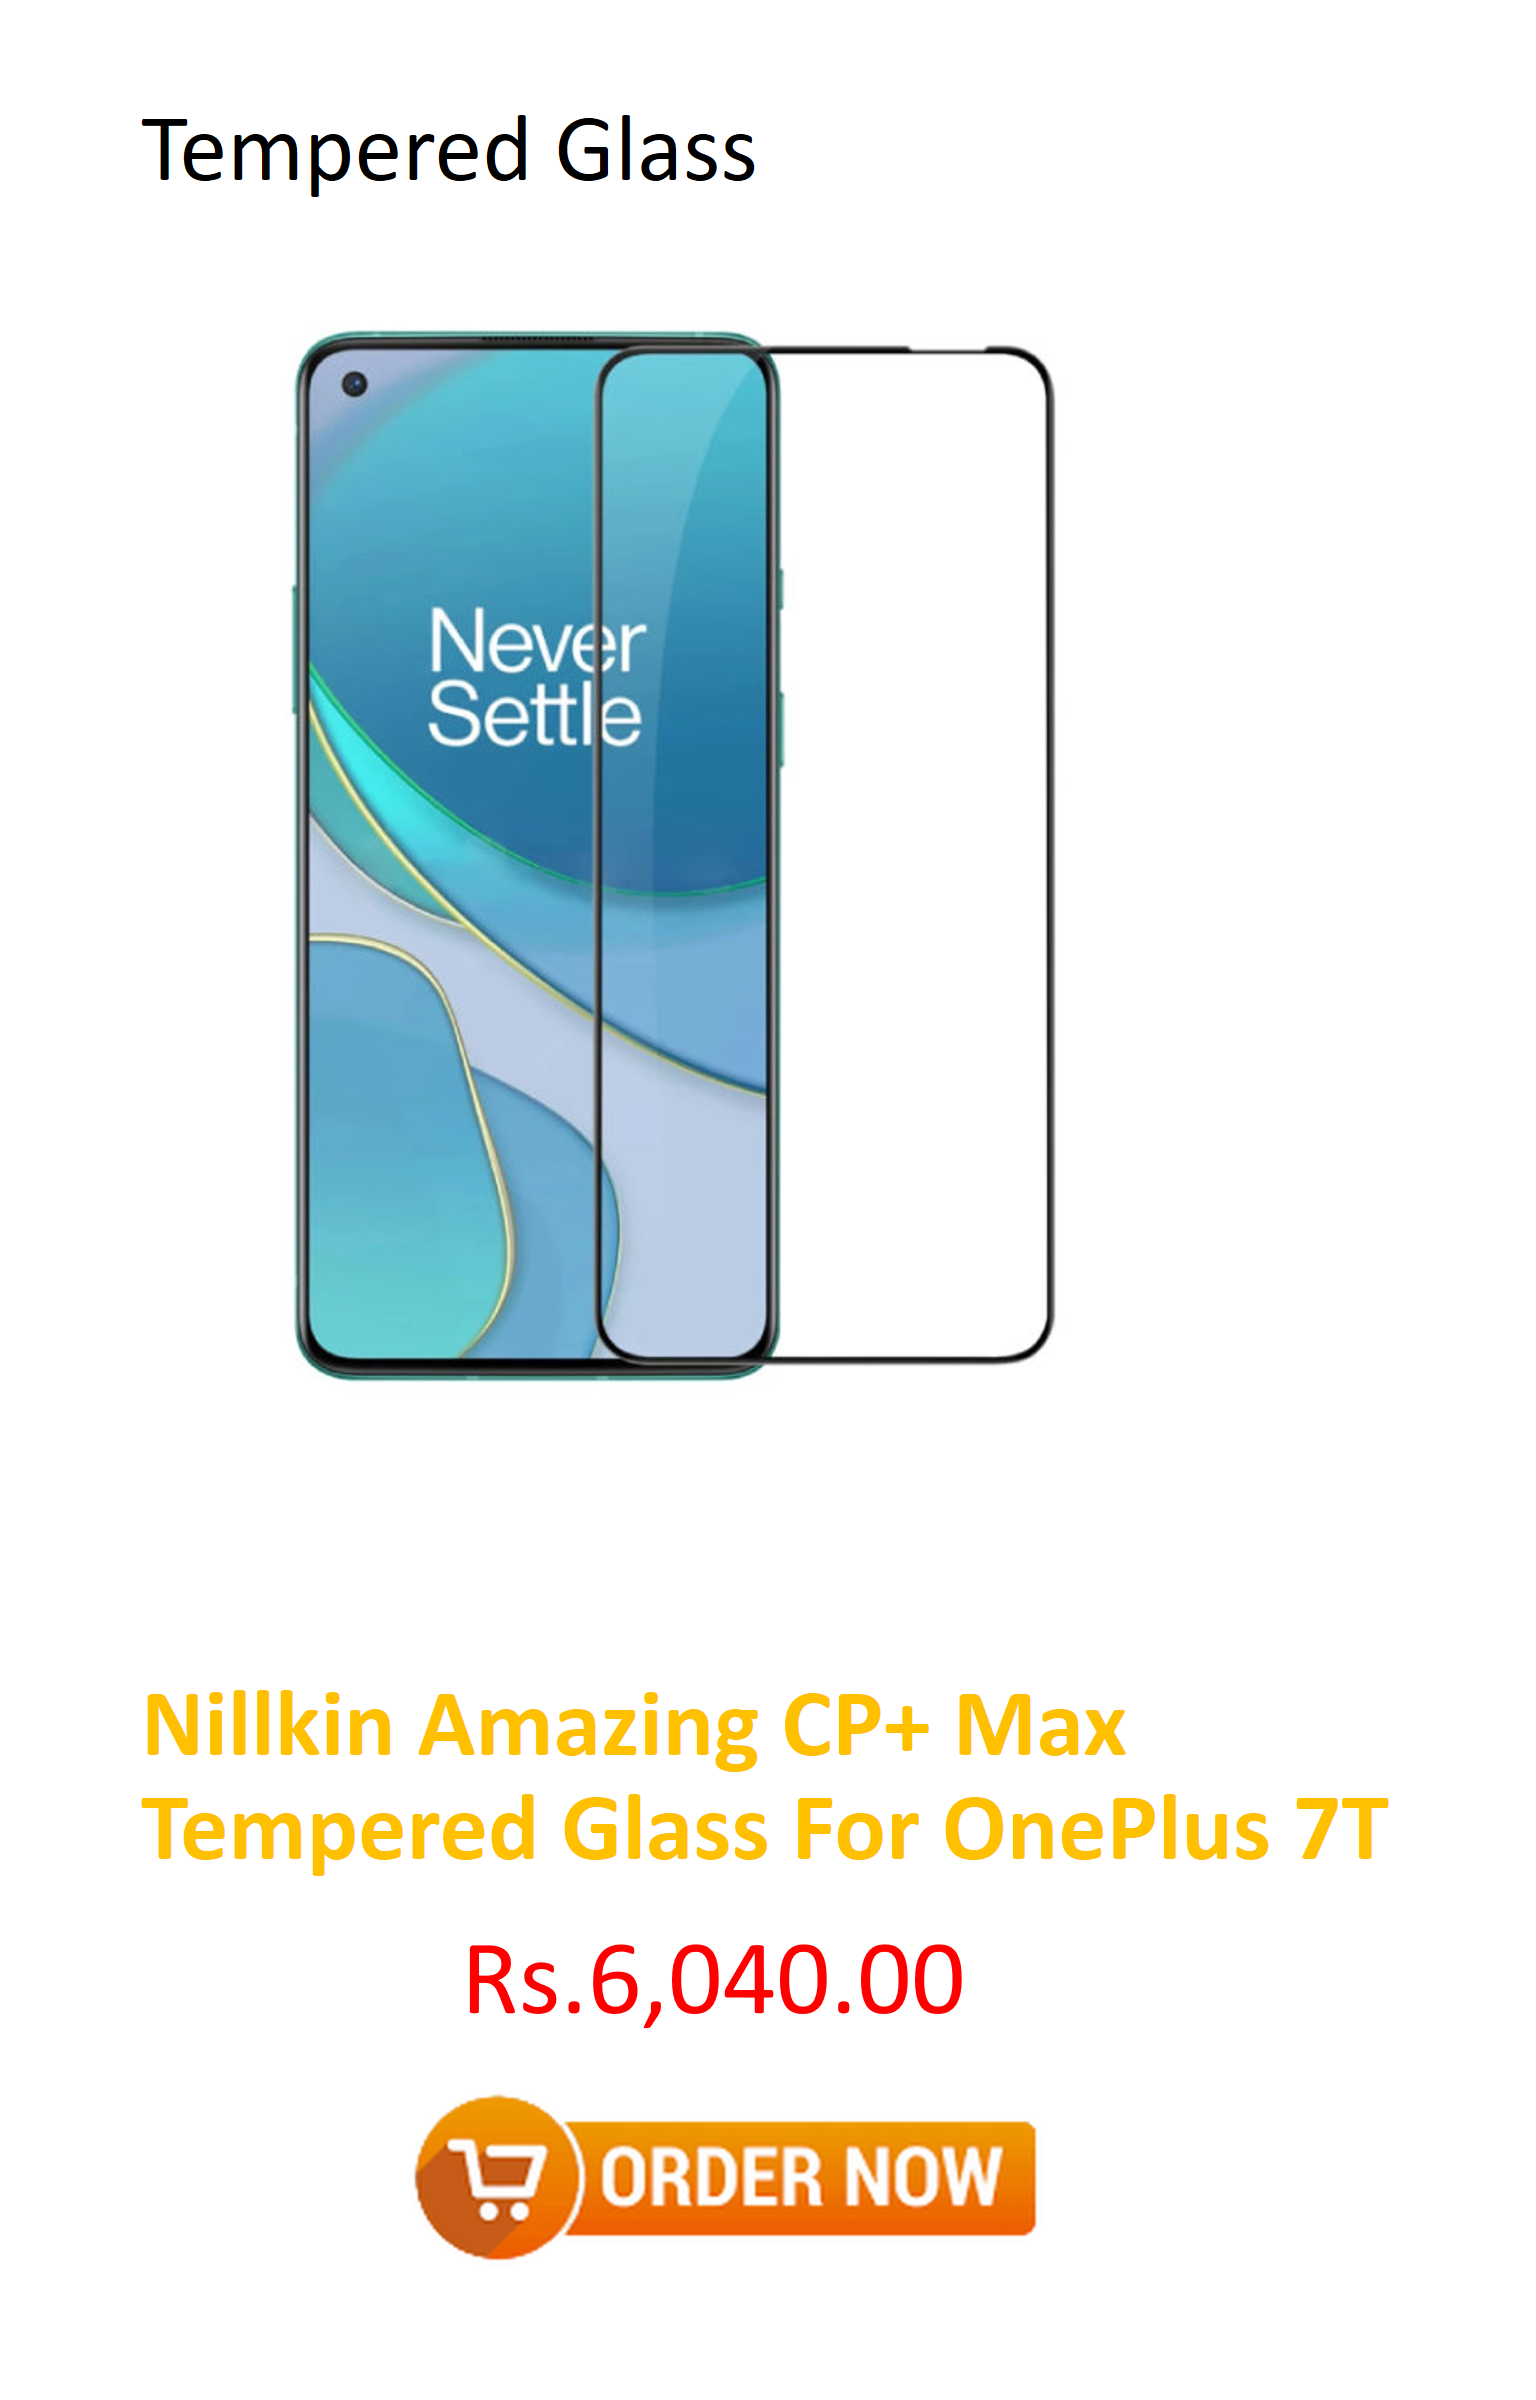 Tempered Glass
Never
Settle
Nillkin Amazing CP+ Max
Tempered Glass For OnePlus 7T
Rs.6,040.00
ORDER NOW